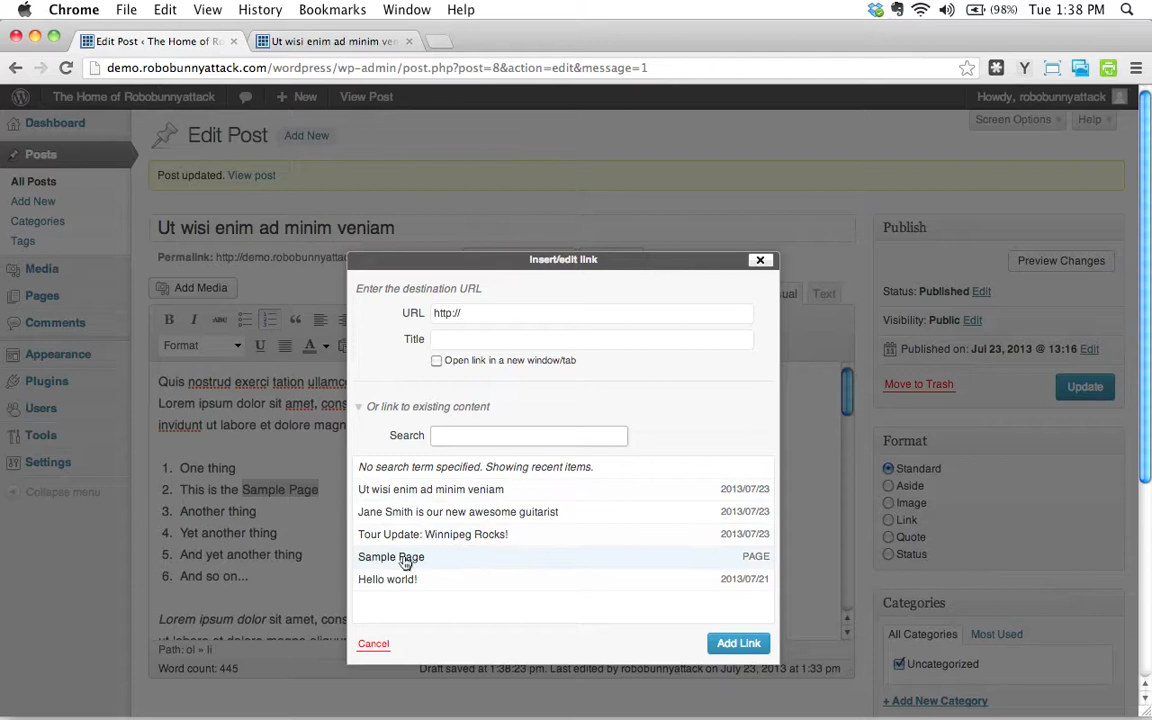 Chrome File Edit View History Bookmarks Window Help (98%) Tue 1:38 PM
Edit Post ‹ The Home of Ro Ut wisi enim ad minim ven
demo.robobunnyattack.com/wordpress/wp-admin/post.php?post=8&action=edit&message=1
The Home of Robobunnyattack New View Post Howdy, robobunnyattack
Dashboard
Posts
All Posts
Add New
Categories
Tags
Media
Pages
Comments
Appearance
Plugins
Users
Tools
Settings
Collapse menu
Screen Options Help
Edit Post Add New
Post updated. View post
Ut wisi enim ad minim veniam
Permalink: http://demo.robobunnyatta
Add Media
Visual Text
B I ABC
Format U A
Quis nostrud exerci tation ullamc
Lorem ipsum dolor sit amet, cons
invidunt ut labore et dolore magn
1. One thing
2. This is the Sample Page
3. Another thing
4. Yet another thing
5. And yet another thing
6. And so on...
Lorem ipsum dolor sit amet, cons
Path: ol » li
Word count: 445 Draft saved at 1:38:23 pm. Last edited by robobunnyattack on July 23, 2013 at 1:33 pm
Insert/edit link
Enter the destination URL
URL http://
Title
Open link in a new window/tab
Or link to existing content
Search
No search term specified. Showing recent items.
Ut wisi enim ad minim veniam 2013/07/23
Jane Smith is our new awesome guitarist 2013/07/23
Tour Update: Winnipeg Rocks! 2013/07/23
Sample Page PAGE
Hello world! 2013/07/21
Cancel Add Link
Publish
Preview Changes
Status: Published Edit
Visibility: Public Edit
Published on: Jul 23, 2013 @ 13:16 Edit
Move to Trash Update
Format
Standard
Aside
Image
Link
Quote
Status
Categories
All Categories Most Used
Uncategorized
+ Add New Category